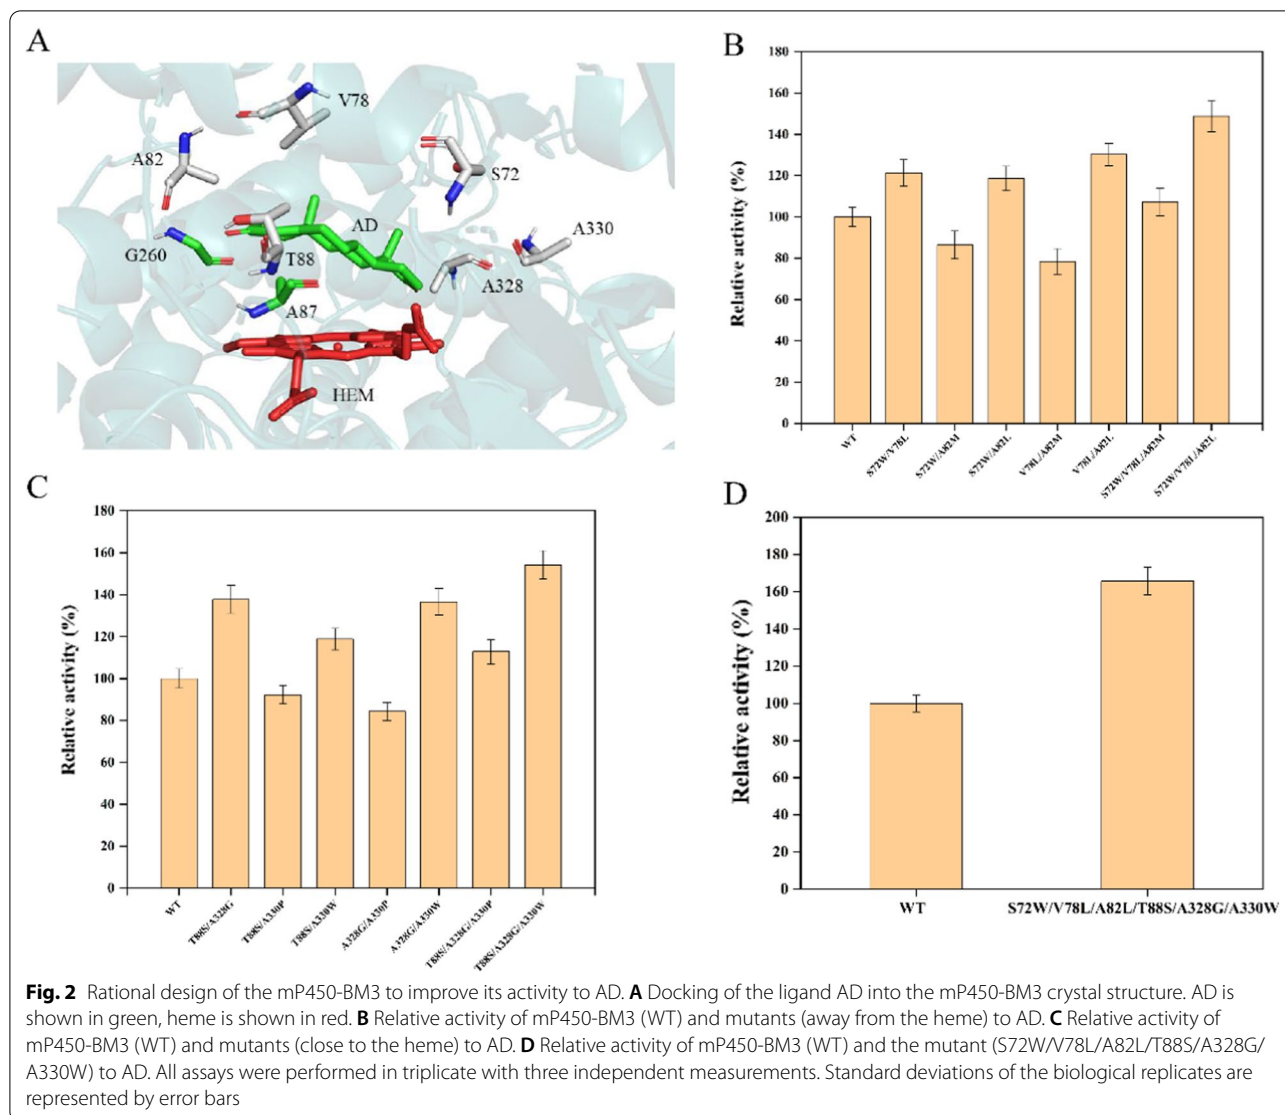 A
V78
A82
S72
AD
A330
G260
T88
A328
A87
HEM
B
Relative activity (%)
180
160
140
120
100
80
60
40
20
0
WT
S72W/V78L
S72W/A82M
S72W/A82L
V78L/A82M
V78L/A82L
S72W/V78L/A82M
S72W/V78L/A82L
C
Relative activity (%)
180
160
140
120
100
80
60
40
20
0
WT
T88S/A328G
T88S/A330P
T88S/A330W
A328G/A330P
A328G/A330W
T88S/A328G/A330P
T88S/A328G/A330W
D
Relative activity (%)
200
180
160
140
120
100
80
60
40
20
0
WT
S72W/V78L/A82L/T88S/A328G/A330W
Fig. 2 Rational design of the mP450-BM3 to improve its activity to AD. A Docking of the ligand AD into the mP450-BM3 crystal structure. AD is
shown in green, heme is shown in red. B Relative activity of mP450-BM3 (WT) and mutants (away from the heme) to AD. C Relative activity of
mP450-BM3 (WT) and mutants (close to the heme) to AD. D Relative activity of mP450-BM3 (WT) and the mutant (S72W/V78L/A82L/T88S/A328G/
A330W) to AD. All assays were performed in triplicate with three independent measurements. Standard deviations of the biological replicates are
represented by error bars